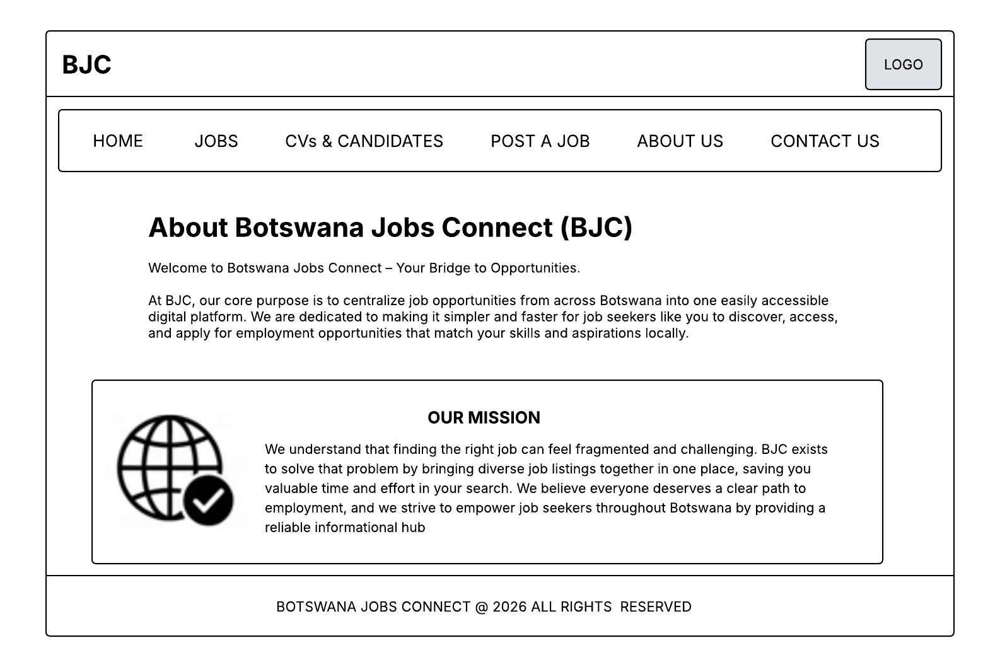 BJC
LOGO
HOME JOBS CVs & CANDIDATES POST A JOB ABOUT US CONTACT US
About Botswana Jobs Connect (BJC)
Welcome to Botswana Jobs Connect – Your Bridge to Opportunities.
At BJC, our core purpose is to centralize job opportunities from across Botswana into one easily accessible
digital platform. We are dedicated to making it simpler and faster for job seekers like you to discover, access,
and apply for employment opportunities that match your skills and aspirations locally.
OUR MISSION
We understand that finding the right job can feel fragmented and challenging. BJC exists
to solve that problem by bringing diverse job listings together in one place, saving you
valuable time and effort in your search. We believe everyone deserves a clear path to
employment, and we strive to empower job seekers throughout Botswana by providing a
reliable informational hub
BOTSWANA JOBS CONNECT @ 2026 ALL RIGHTS  RESERVED